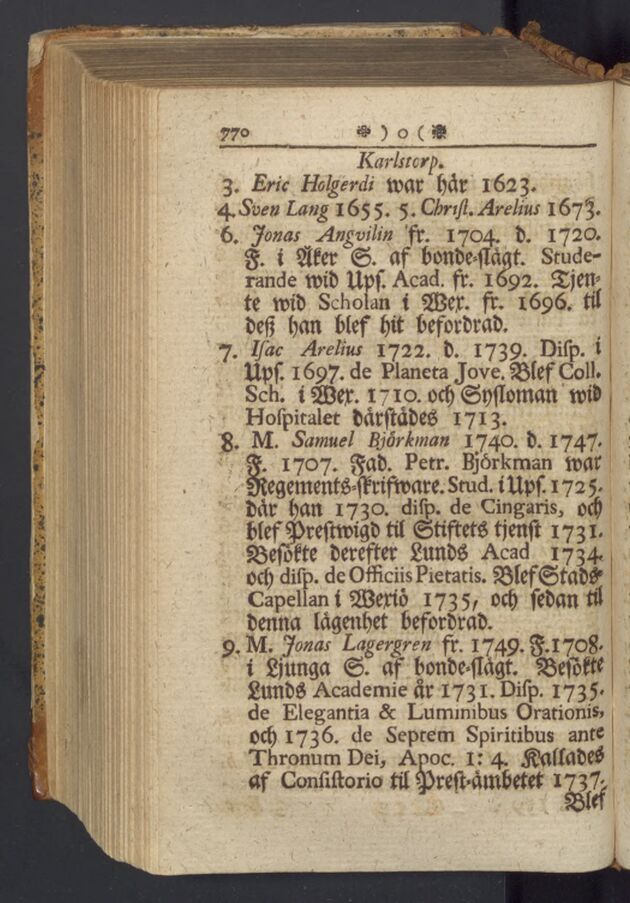 770 ❉ ) o ( ❉
Karlstorp.
3. Eric Holgerdi war här 1623.
4. Sven Lang 1655. 5. Chriſt. Arelius 1673.
6. Jonas Angvilin fr. 1704. d. 1720.
F. i Åker S. af bonde-ſlägt. Stude-
rande wid Upſ. Acad. fr. 1692. Tjen-
te wid Scholan i Wex. fr. 1696. til
deß han blef hit befordrad.
7. Iſac Arelius 1722. d. 1739. Diſp. i
Upſ. 1697. de Planeta Jove. Blef Coll.
Sch. i Wex. 1710. och Sysloman wid
Hoſpitalet därſtädes 1713.
8. M. Samuel Björkman 1740. d. 1747.
F. 1707. Fad. Petr. Björkman war
Regements-ſkrifware. Stud. i Upſ. 1725.
där han 1730. diſp. de Cingaris, och
blef Preſtwigd til Stiftets tjenſt 1731.
Beſökte derefter Lunds Acad 1734.
och diſp. de Officiis Pietatis. Blef Stads-
Capellan i Wexiö 1735, och ſedan til
denna lägenhet befordrad.
9. M. Jonas Lagergren fr. 1749. F. 1708.
i Ljunga S. af bonde-ſlägt. Beſökte
Lunds Academie år 1731. Diſp. 1735.
de Elegantia & Luminibus Orationis,
och 1736. de Septem Spiritibus ante
Thronum Dei, Apoc. 1: 4. Kallades
af Conſiſtorio til Preſt-ämbetet 1737.
Blef